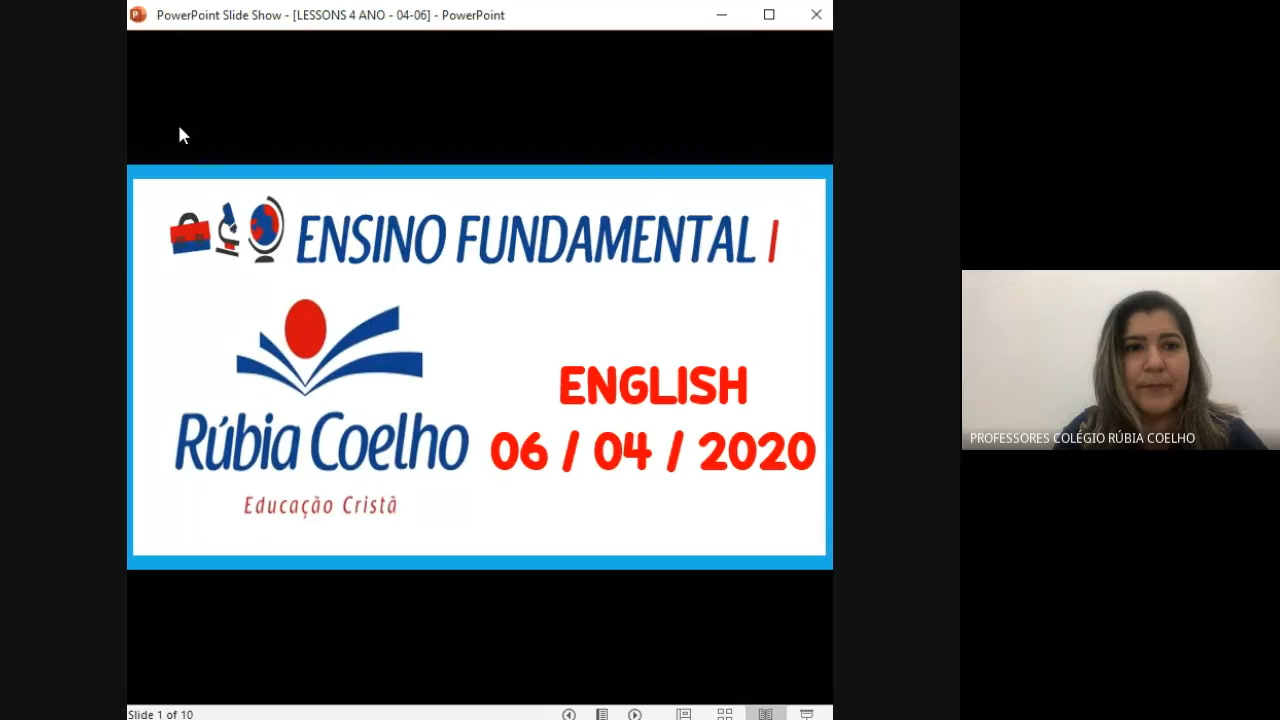 PowerPoint Slide Show - [LESSONS 4 ANO - 04-06] - PowerPoint
ENSINO FUNDAMENTAL I
Rúbia Coelho
Educação Cristã
ENGLISH
06 / 04 / 2020
PROFESSORES COLÉGIO RÚBIA COELHO
Slide 1 of 10